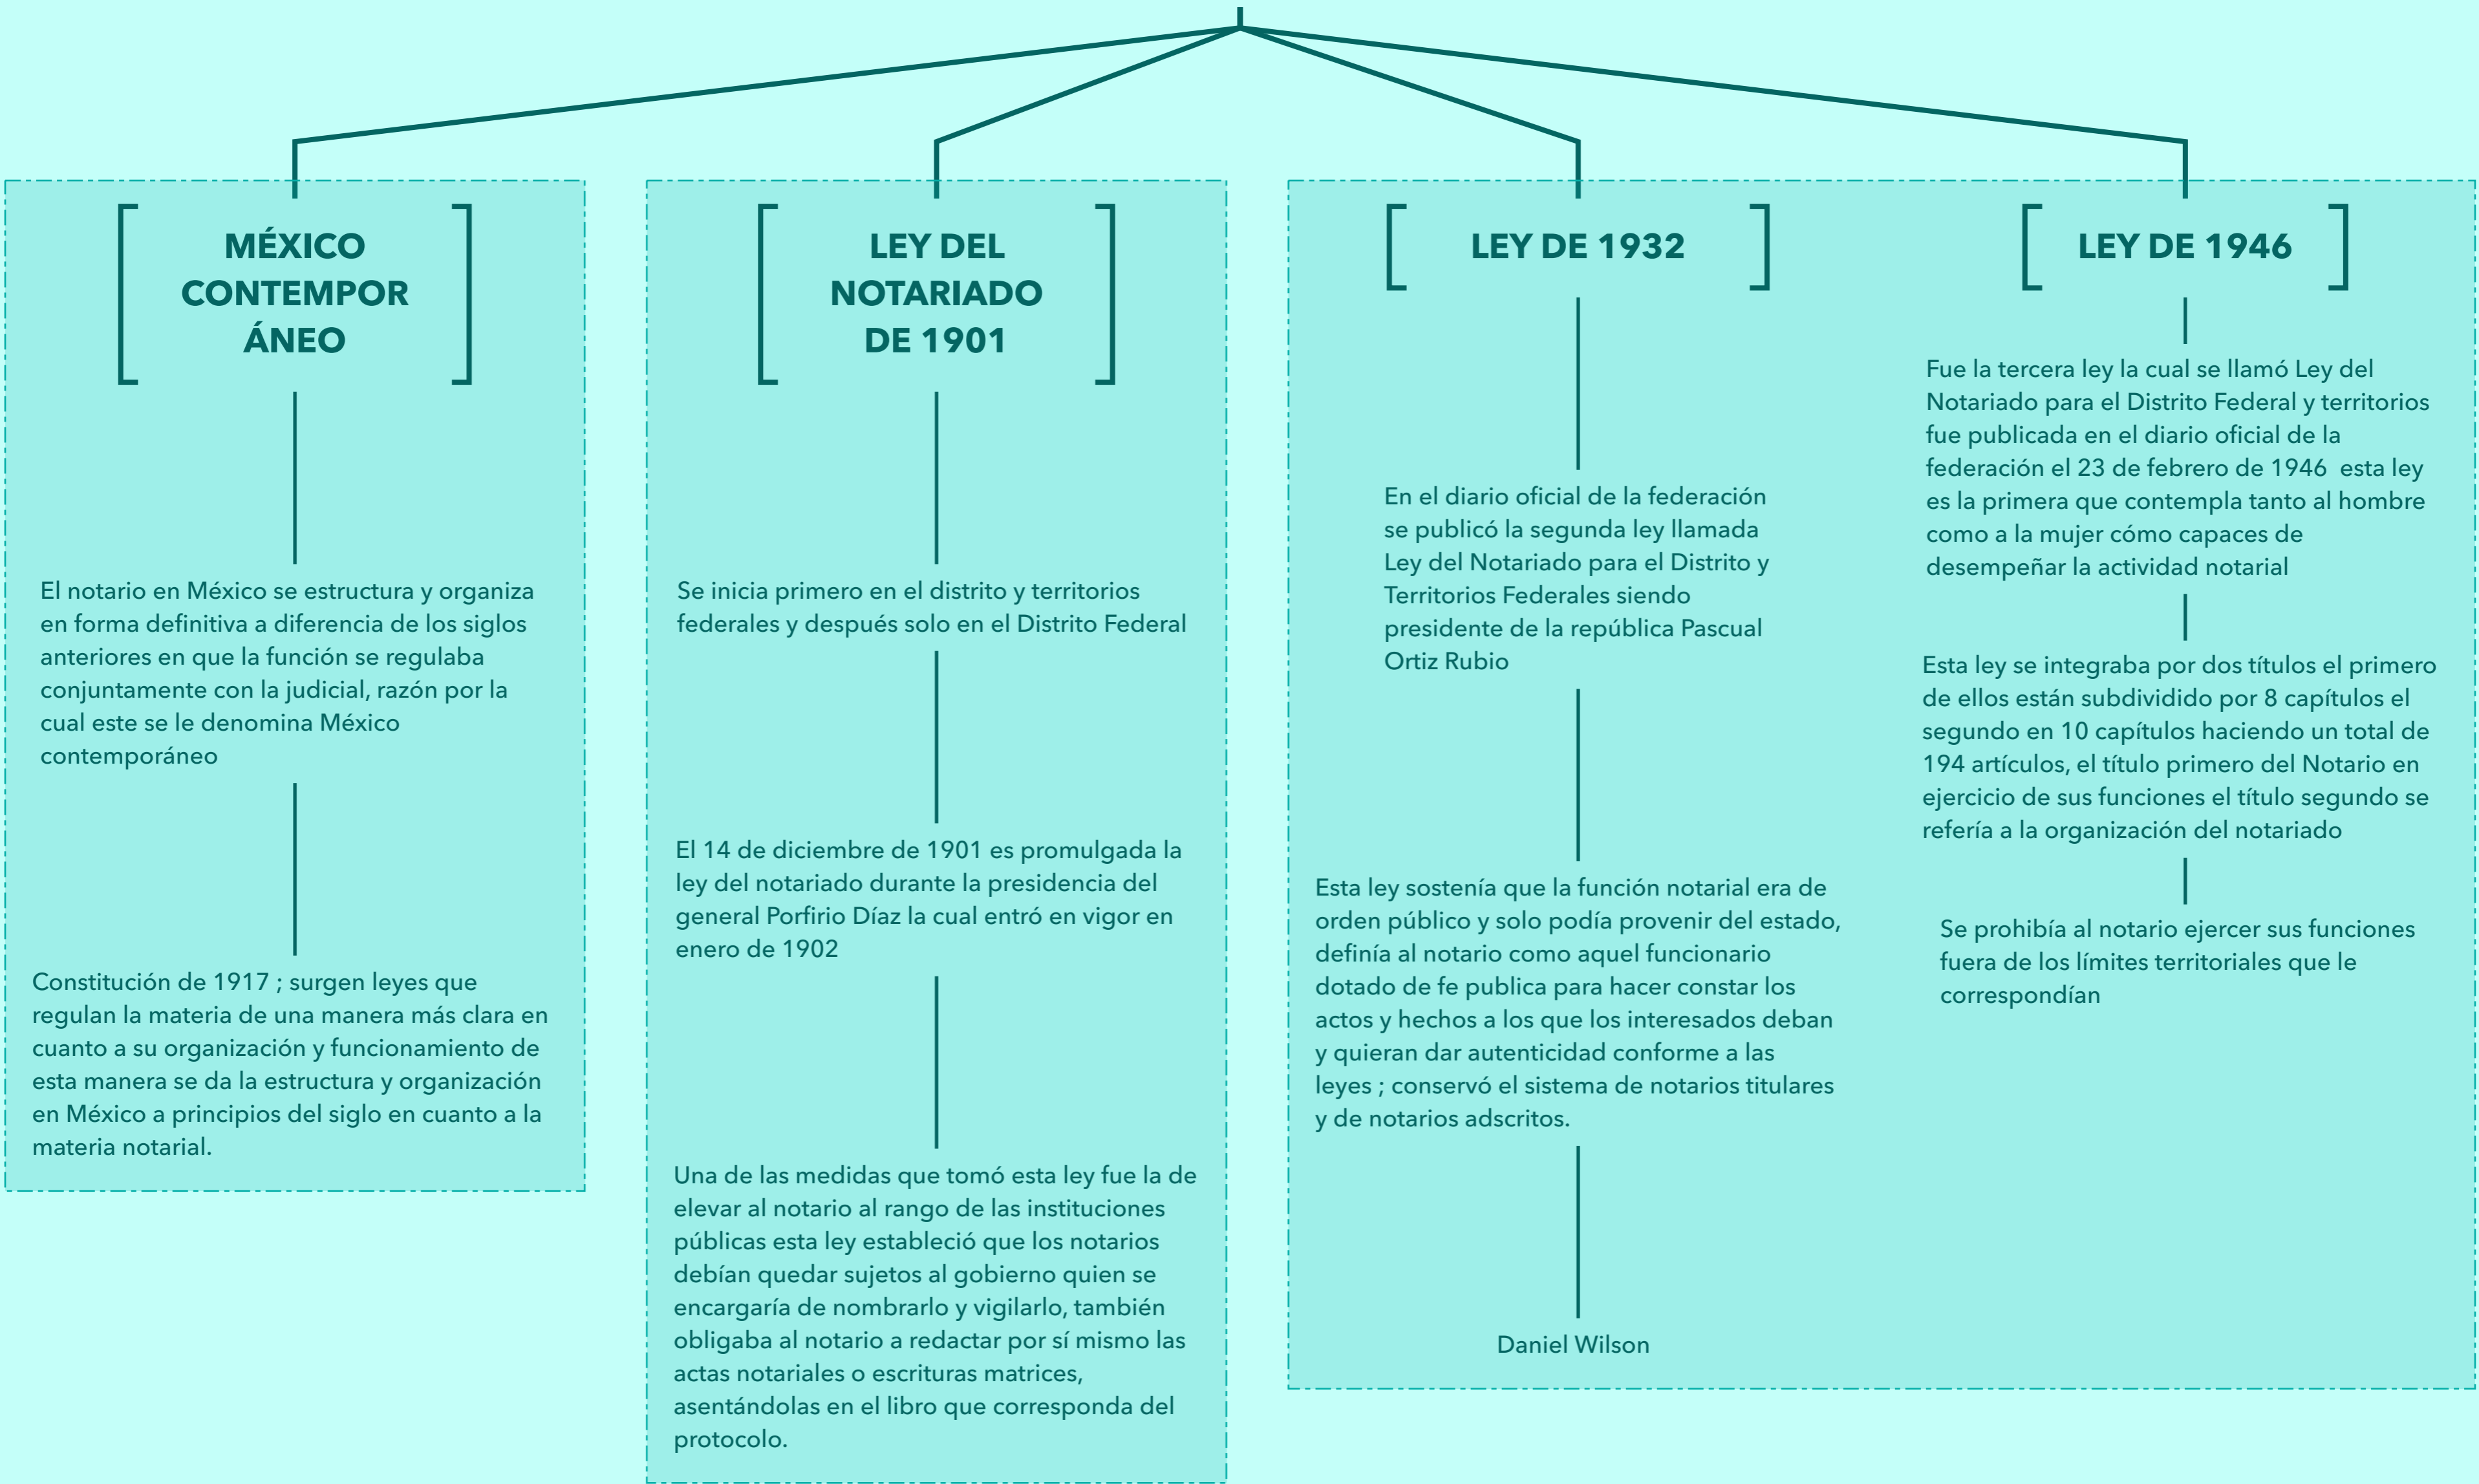 MÉXICO
CONTEMPOR
ÁNEO
El notario en México se estructura y organiza
en forma definitiva a diferencia de los siglos
anteriores en que la función se regulaba
conjuntamente con la judicial, razón por la
cual este se le denomina México
contemporáneo
Constitución de 1917 ; surgen leyes que
regulan la materia de una manera más clara en
cuanto a su organización y funcionamiento de
esta manera se da la estructura y organización
en México a principios del siglo en cuanto a la
materia notarial.
LEY DEL
NOTARIADO
DE 1901
Se inicia primero en el distrito y territorios
federales y después solo en el Distrito Federal
El 14 de diciembre de 1901 es promulgada la
ley del notariado durante la presidencia del
general Porfirio Díaz la cual entró en vigor en
enero de 1902
Una de las medidas que tomó esta ley fue la de
elevar al notario al rango de las instituciones
públicas esta ley estableció que los notarios
debían quedar sujetos al gobierno quien se
encargaría de nombrarlo y vigilarlo, también
obligaba al notario a redactar por sí mismo las
actas notariales o escrituras matrices,
asentándolas en el libro que corresponda del
protocolo.
LEY DE 1932
En el diario oficial de la federación
se publicó la segunda ley llamada
Ley del Notariado para el Distrito y
Territorios Federales siendo
presidente de la república Pascual
Ortiz Rubio
Esta ley sostenía que la función notarial era de
orden público y solo podía provenir del estado,
definía al notario como aquel funcionario
dotado de fe publica para hacer constar los
actos y hechos a los que los interesados deban
y quieran dar autenticidad conforme a las
leyes ; conservó el sistema de notarios titulares
y de notarios adscritos.
Daniel Wilson
LEY DE 1946
Fue la tercera ley la cual se llamó Ley del
Notariado para el Distrito Federal y territorios
fue publicada en el diario oficial de la
federación el 23 de febrero de 1946  esta ley
es la primera que contempla tanto al hombre
como a la mujer cómo capaces de
desempeñar la actividad notarial
Esta ley se integraba por dos títulos el primero
de ellos están subdividido por 8 capítulos el
segundo en 10 capítulos haciendo un total de
194 artículos, el título primero del Notario en
ejercicio de sus funciones el título segundo se
refería a la organización del notariado
Se prohibía al notario ejercer sus funciones
fuera de los límites territoriales que le
correspondían